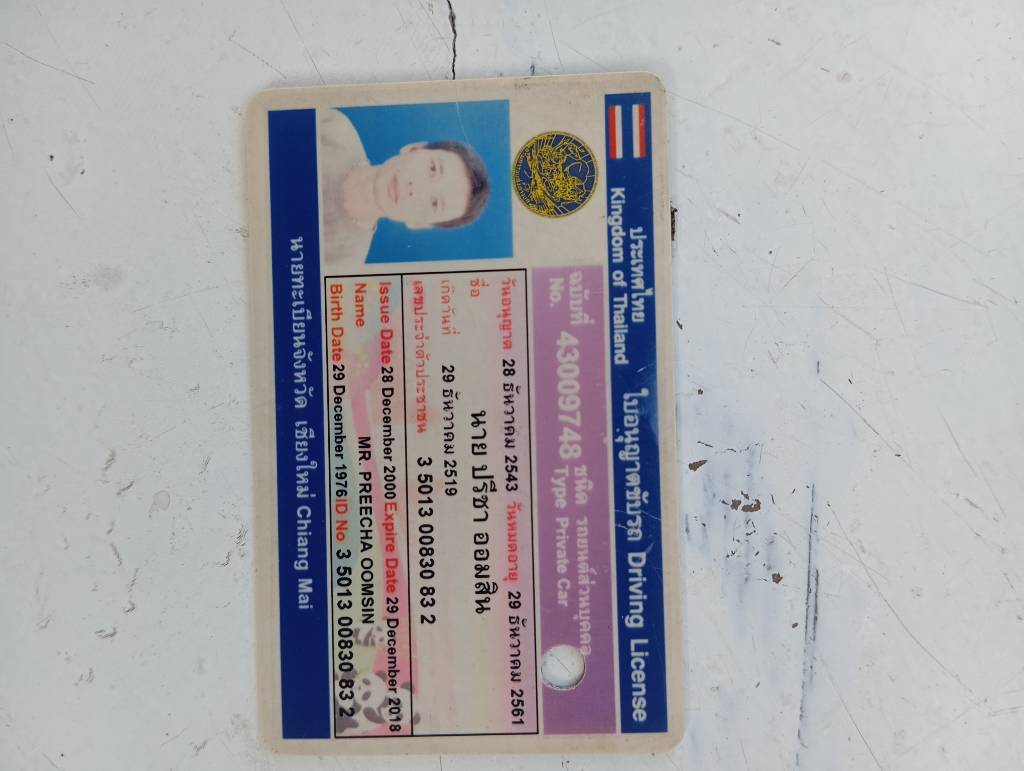 ประเทศไทย ใบอนุญาตขับรถ Driving License
Kingdom of Thailand
ฉบับที่ 43009748 ชนิด รถยนต์ส่วนบุคคล
No. Type Private Car
วันอนุญาต 28 ธันวาคม 2543 วันหมดอายุ 29 ธันวาคม 2561
ชื่อ นาย ปรีชา ออมสิน
เกิดวันที่ 29 ธันวาคม 2519
เลขประจำตัวประชาชน 3 5013 00830 83 2
Issue Date 28 December 2000 Expire Date 29 December 2018
Name MR. PREECHA OOMSIN
Birth Date 29 December 1976 ID No 3 5013 00830 83 2
นายทะเบียนจังหวัด เชียงใหม่ Chiang Mai